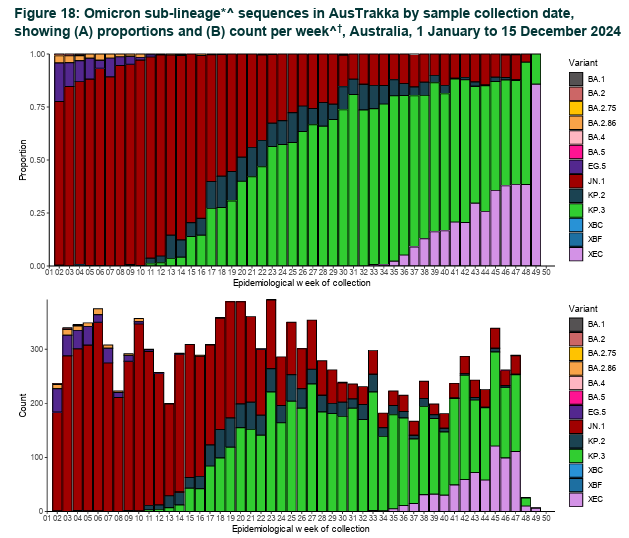 Figure 18: Omicron sub-lineage*^ sequences in AusTrakka by sample collection date,
showing (A) proportions and (B) count per week^†, Australia, 1 January to 15 December 2024
1.00
0.75
0.50
0.25
0.00
Proportion
01 02 03 04 05 06 07 08 09 10 11 12 13 14 15 16 17 18 19 20 21 22 23 24 25 26 27 28 29 30 31 32 33 34 35 36 37 38 39 40 41 42 43 44 45 46 47 48 49 50
Epidemiological week of collection
Variant
BA.1
BA.2
BA.2.75
BA.2.86
BA.4
BA.5
EG.5
JN.1
KP.2
KP.3
XBC
XBF
XEC
300
200
100
0
Count
01 02 03 04 05 06 07 08 09 10 11 12 13 14 15 16 17 18 19 20 21 22 23 24 25 26 27 28 29 30 31 32 33 34 35 36 37 38 39 40 41 42 43 44 45 46 47 48 49 50
Epidemiological week of collection
Variant
BA.1
BA.2
BA.2.75
BA.2.86
BA.4
BA.5
EG.5
JN.1
KP.2
KP.3
XBC
XBF
XEC